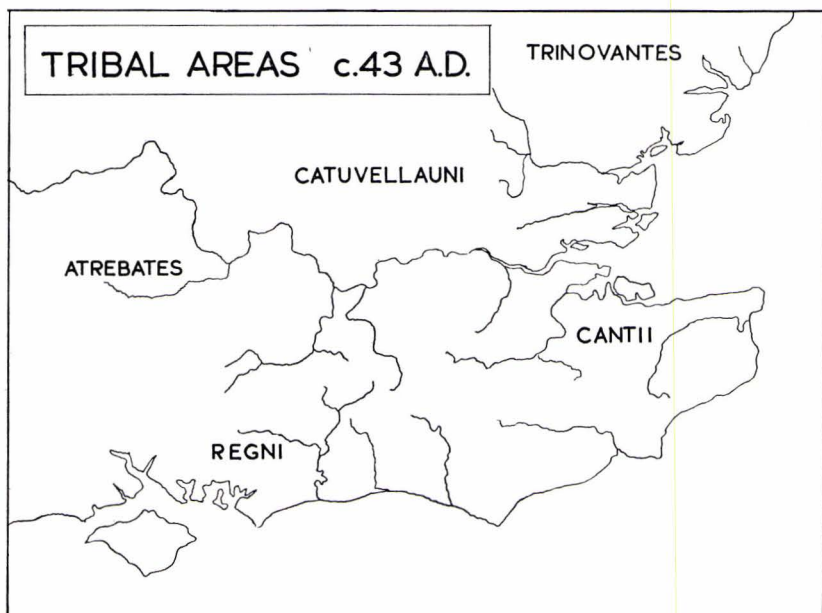 TRIBAL AREAS c.43 A.D.
TRINOVANTES
CATUVELLAUNI
ATREBATES
CANTII
REGNI